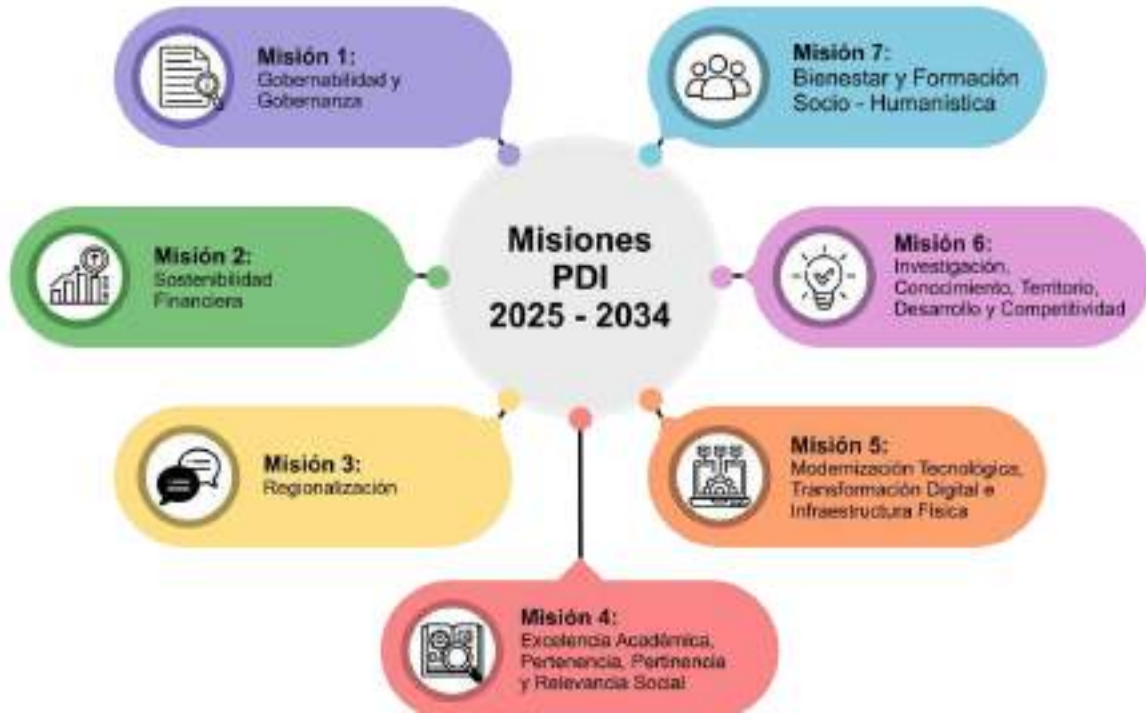 Misiones
PDI
2025 - 2034
Misión 1:
Gobernabilidad y
Gobernanza
Misión 2:
Sostenibilidad
Financiera
Misión 3:
Regionalización
Misión 4:
Excelencia Académica,
Pertenencia, Pertinencia
y Relevancia Social
Misión 5:
Modernización Tecnológica,
Transformación Digital e
Infraestructura Física
Misión 6:
Investigación,
Conocimiento, Territorio,
Desarrollo y Competitividad
Misión 7:
Bienestar y Formación
Socio - Humanística